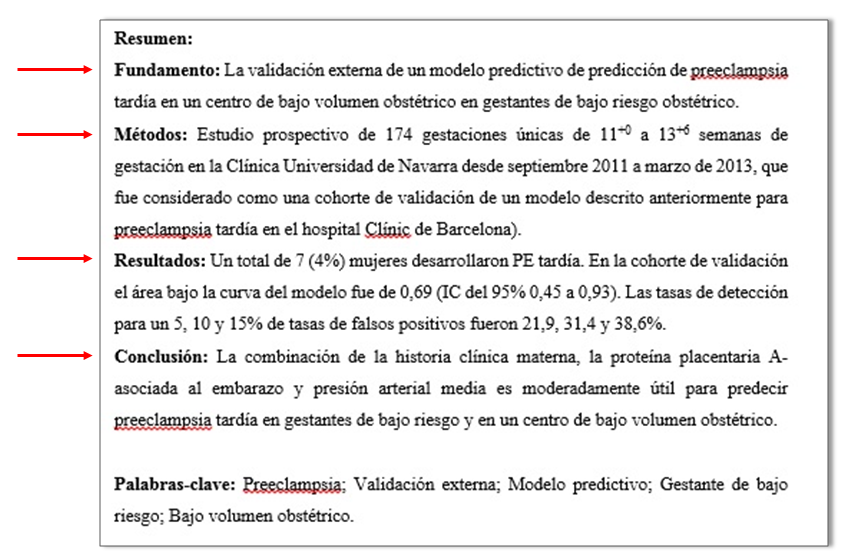 Resumen:
Fundamento: La validación externa de un modelo predictivo de predicción de preeclampsia
tardía en un centro de bajo volumen obstétrico en gestantes de bajo riesgo obstétrico.
Métodos: Estudio prospectivo de 174 gestaciones únicas de 11⁺⁰ a 13⁺⁶ semanas de
gestación en la Clínica Universidad de Navarra desde septiembre 2011 a marzo de 2013, que
fue considerado como una cohorte de validación de un modelo descrito anteriormente para
preeclampsia tardía en el hospital Clínic de Barcelona).
Resultados: Un total de 7 (4%) mujeres desarrollaron PE tardía. En la cohorte de validación
el área bajo la curva del modelo fue de 0,69 (IC del 95% 0,45 a 0,93). Las tasas de detección
para un 5, 10 y 15% de tasas de falsos positivos fueron 21,9, 31,4 y 38,6%.
Conclusión: La combinación de la historia clínica materna, la proteína placentaria A-
asociada al embarazo y presión arterial media es moderadamente útil para predecir
preeclampsia tardía en gestantes de bajo riesgo y en un centro de bajo volumen obstétrico.
Palabras-clave: Preeclampsia; Validación externa; Modelo predictivo; Gestante de bajo
riesgo; Bajo volumen obstétrico.